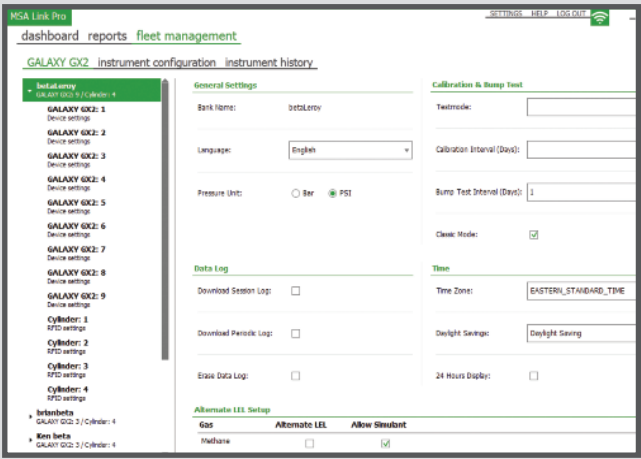 MSA Link Pro
SETTINGS HELP LOG OUT
dashboard reports fleet management
GALAXY GX2 instrument configuration instrument history
betaLeroy
GALAXY GX2: 9 / Cylinder: 4
GALAXY GX2: 1
Device settings
GALAXY GX2: 2
Device settings
GALAXY GX2: 3
Device settings
GALAXY GX2: 4
Device settings
GALAXY GX2: 5
Device settings
GALAXY GX2: 6
Device settings
GALAXY GX2: 7
Device settings
GALAXY GX2: 8
Device settings
GALAXY GX2: 9
Device settings
Cylinder: 1
RFID settings
Cylinder: 2
RFID settings
Cylinder: 3
RFID settings
Cylinder: 4
RFID settings
brianbeta
GALAXY GX2: 3 / Cylinder: 4
Ken beta
GALAXY GX2: 3 / Cylinder: 4
General Settings
Bank Name: betaLeroy
Language: English
Pressure Unit: Bar PSI
Calibration & Bump Test
Testmode:
Calibration Interval (Days):
Bump Test Interval (Days): 1
Classic Mode:
Data Log
Download Session Log:
Download Periodic Log:
Erase Data Log:
Time
Time Zone: EASTERN_STANDARD_TIME
Daylight Savings: Daylight Saving
24 Hours Display:
Alternate LEL Setup
Gas Alternate LEL Allow Simulant
Methane